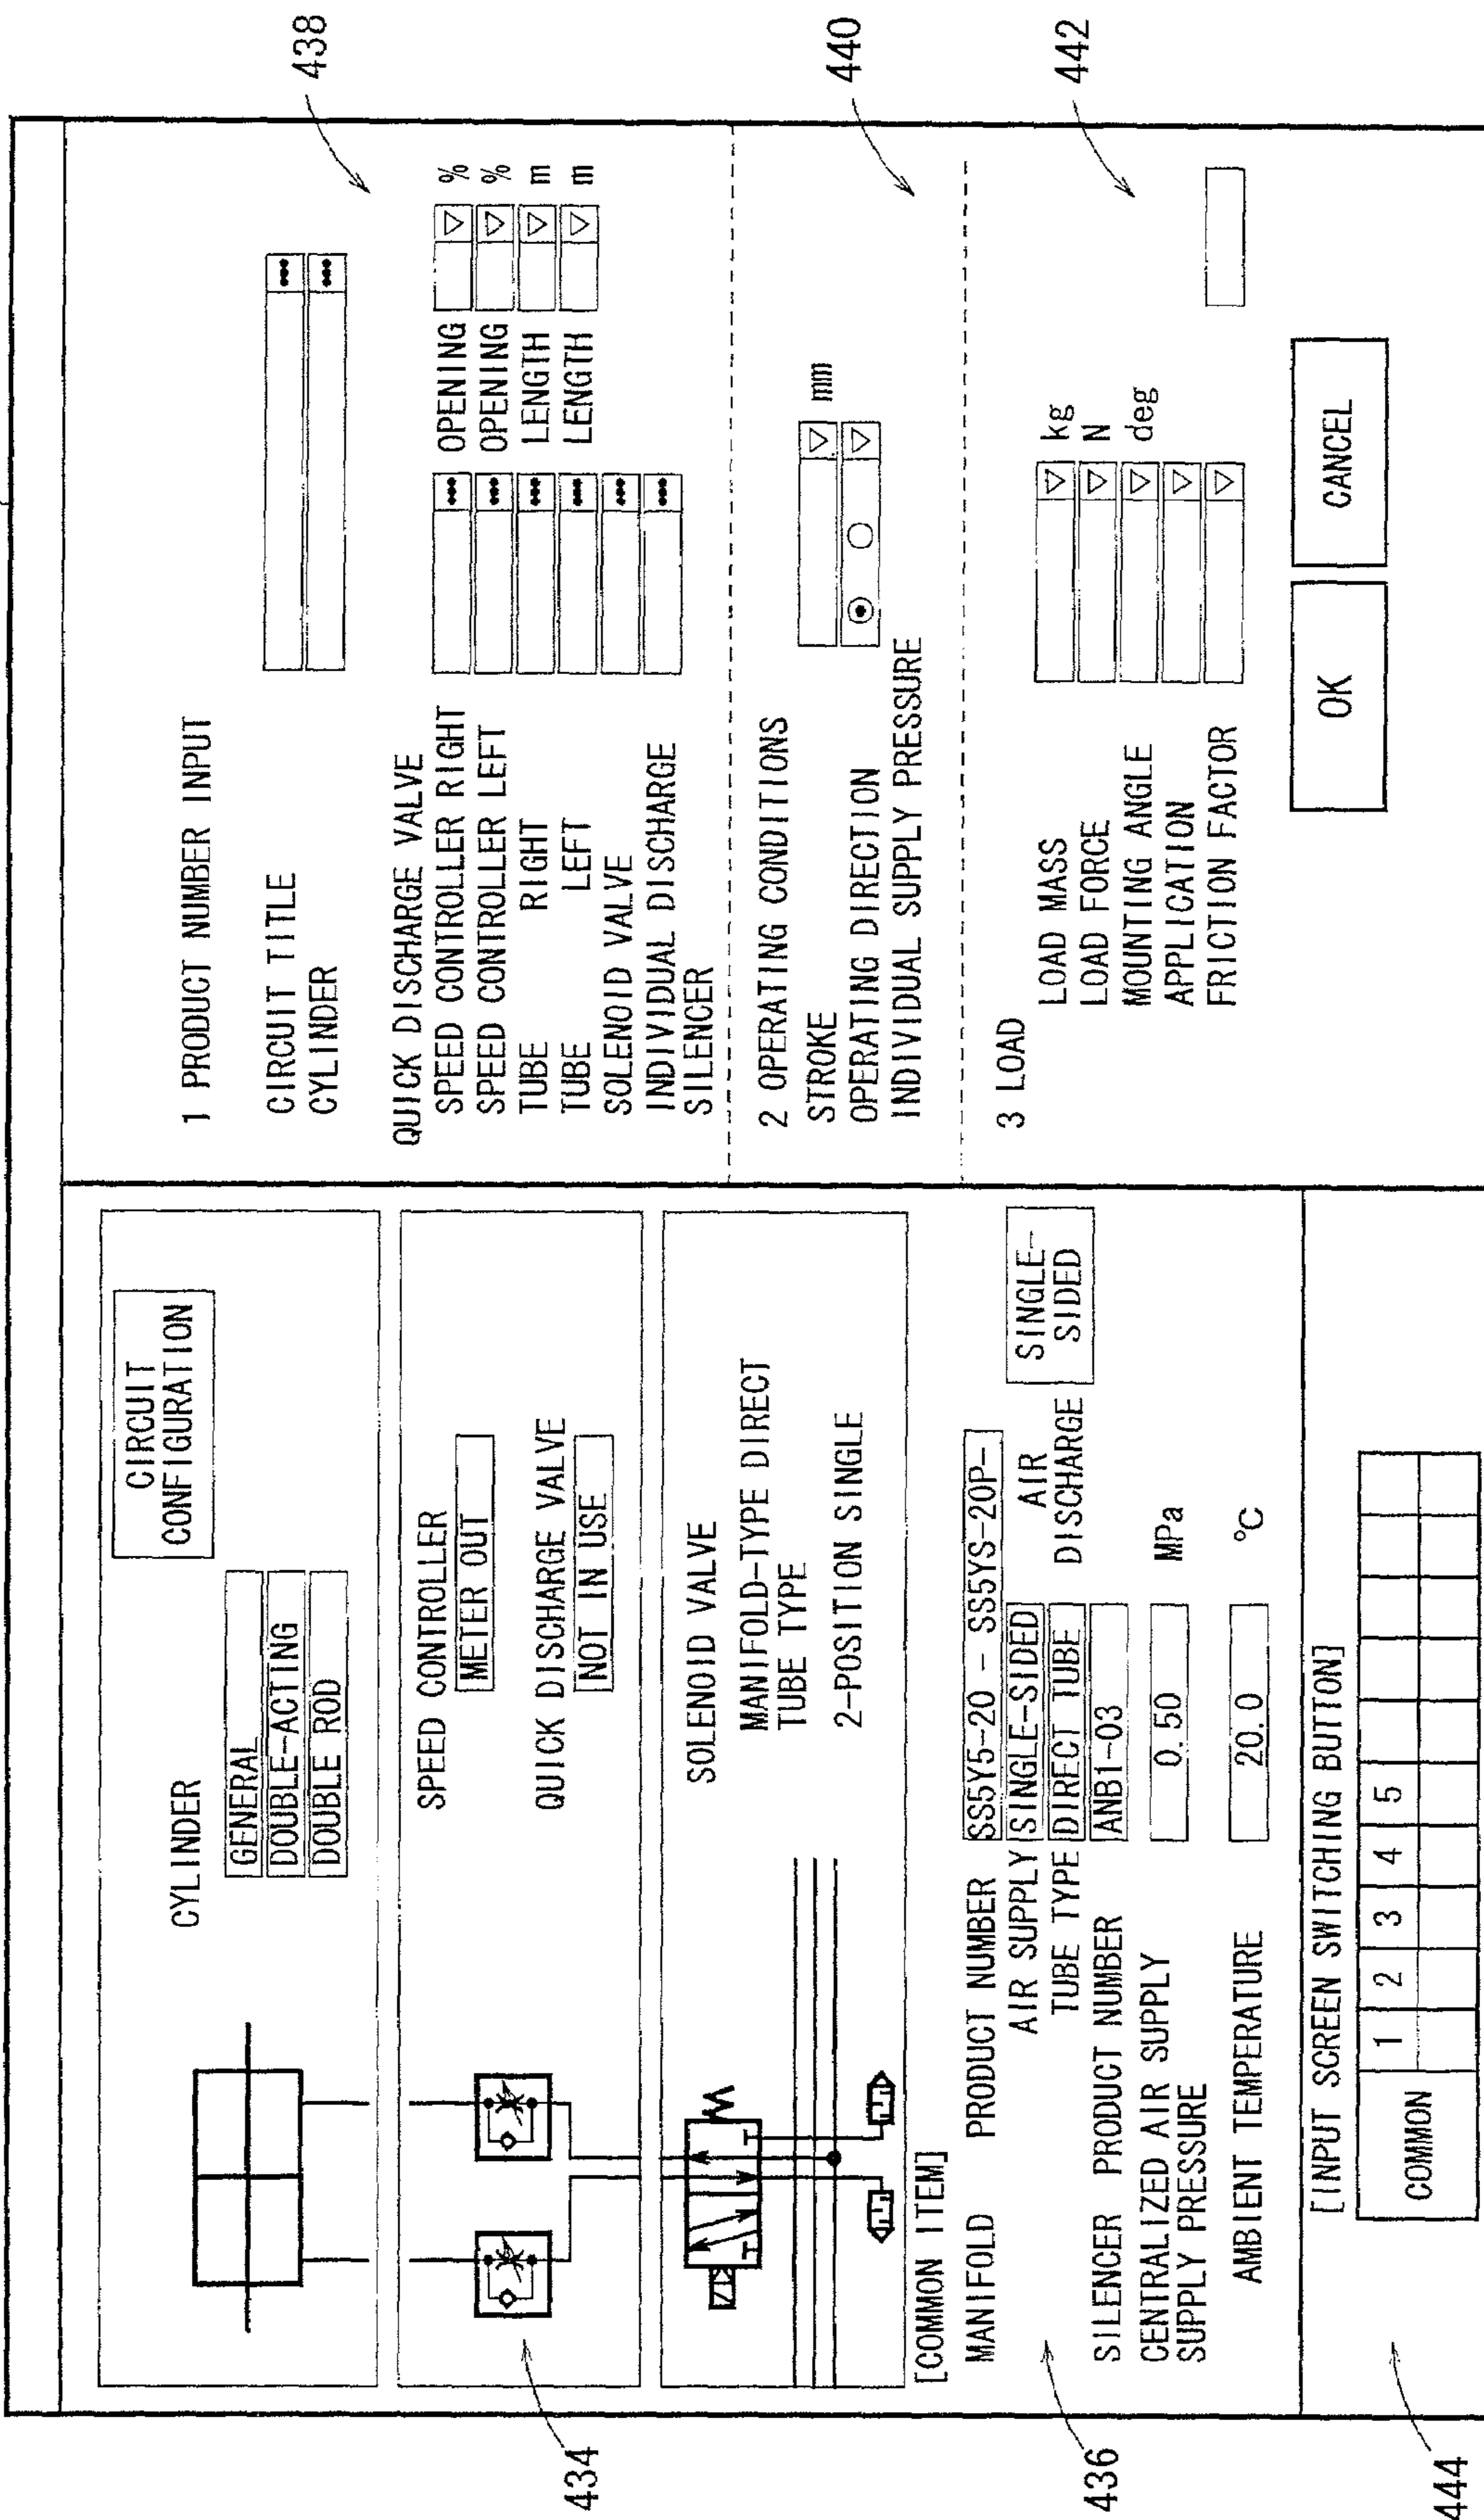 CIRCUIT
CONFIGURATION
CYLINDER
GENERAL
DOUBLE-ACTING
DOUBLE ROD
SPEED CONTROLLER
METER OUT
QUICK DISCHARGE VALVE
NOT IN USE
434
SOLENOID VALVE
MANIFOLD-TYPE DIRECT
TUBE TYPE
2-POSITION SINGLE
[COMMON ITEM]
MANIFOLD PRODUCT NUMBER SS5Y5-20 - SS5YS-20P-
AIR SUPPLY SINGLE-SIDED AIR DISCHARGE SINGLE-SIDED
TUBE TYPE DIRECT TUBE
436
SILENCER PRODUCT NUMBER ANB1-03
CENTRALIZED AIR SUPPLY
SUPPLY PRESSURE 0.50 MPa
AMBIENT TEMPERATURE 20.0 °C
[INPUT SCREEN SWITCHING BUTTON]
COMMON 1 2 3 4 5
444
1 PRODUCT NUMBER INPUT
438
CIRCUIT TITLE
CYLINDER
QUICK DISCHARGE VALVE
SPEED CONTROLLER RIGHT OPENING %
SPEED CONTROLLER LEFT OPENING %
TUBE RIGHT LENGTH m
TUBE LEFT LENGTH m
SOLENOID VALVE
INDIVIDUAL DISCHARGE
SILENCER
2 OPERATING CONDITIONS
440
STROKE mm
OPERATING DIRECTION
INDIVIDUAL SUPPLY PRESSURE
3 LOAD
442
LOAD MASS kg
LOAD FORCE N
MOUNTING ANGLE deg
APPLICATION
FRICTION FACTOR
OK CANCEL